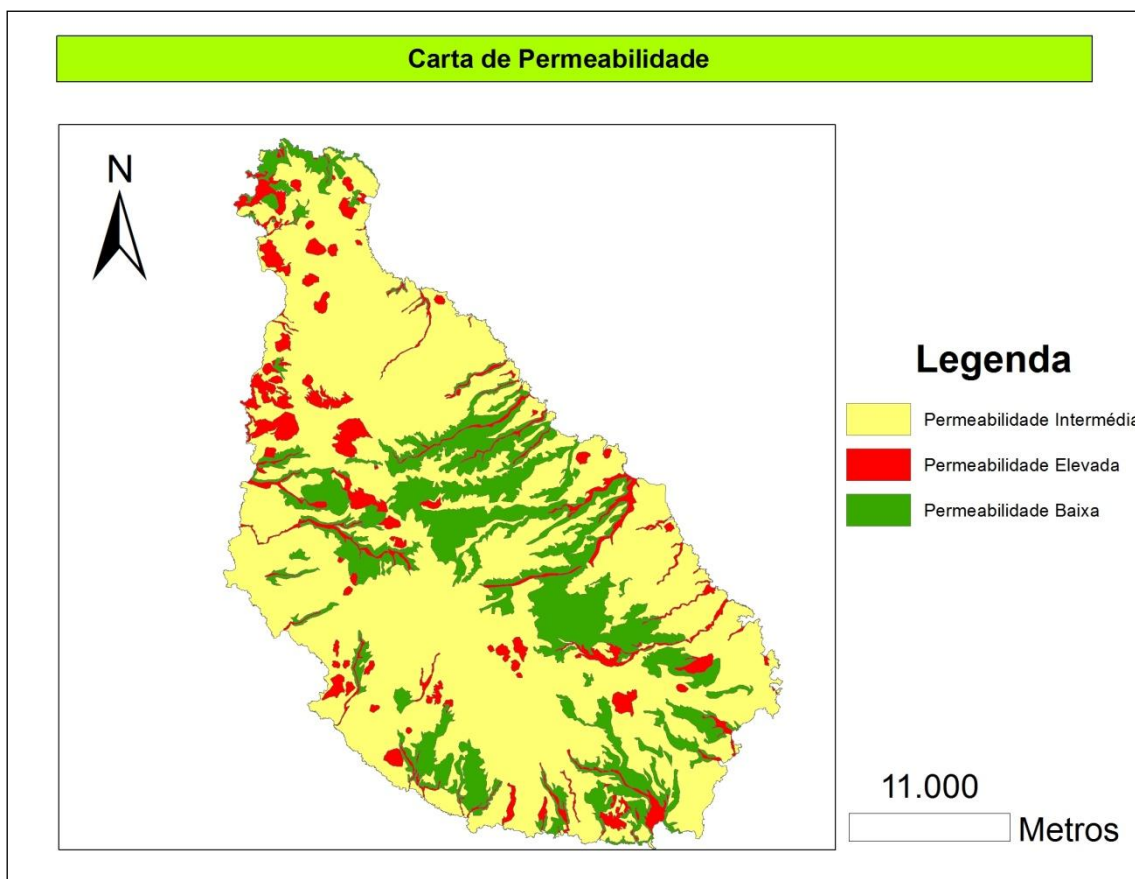 Carta de Permeabilidade
N
Legenda
Permeabilidade Intermédia
Permeabilidade Elevada
Permeabilidade Baixa
11.000
Metros